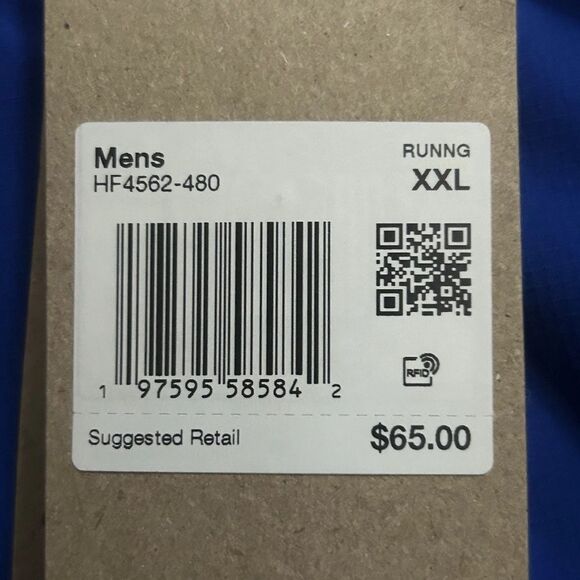 Mens
HF4562-480
RUNNG
XXL
1 97595 58584 2
RFID
Suggested Retail
$65.00